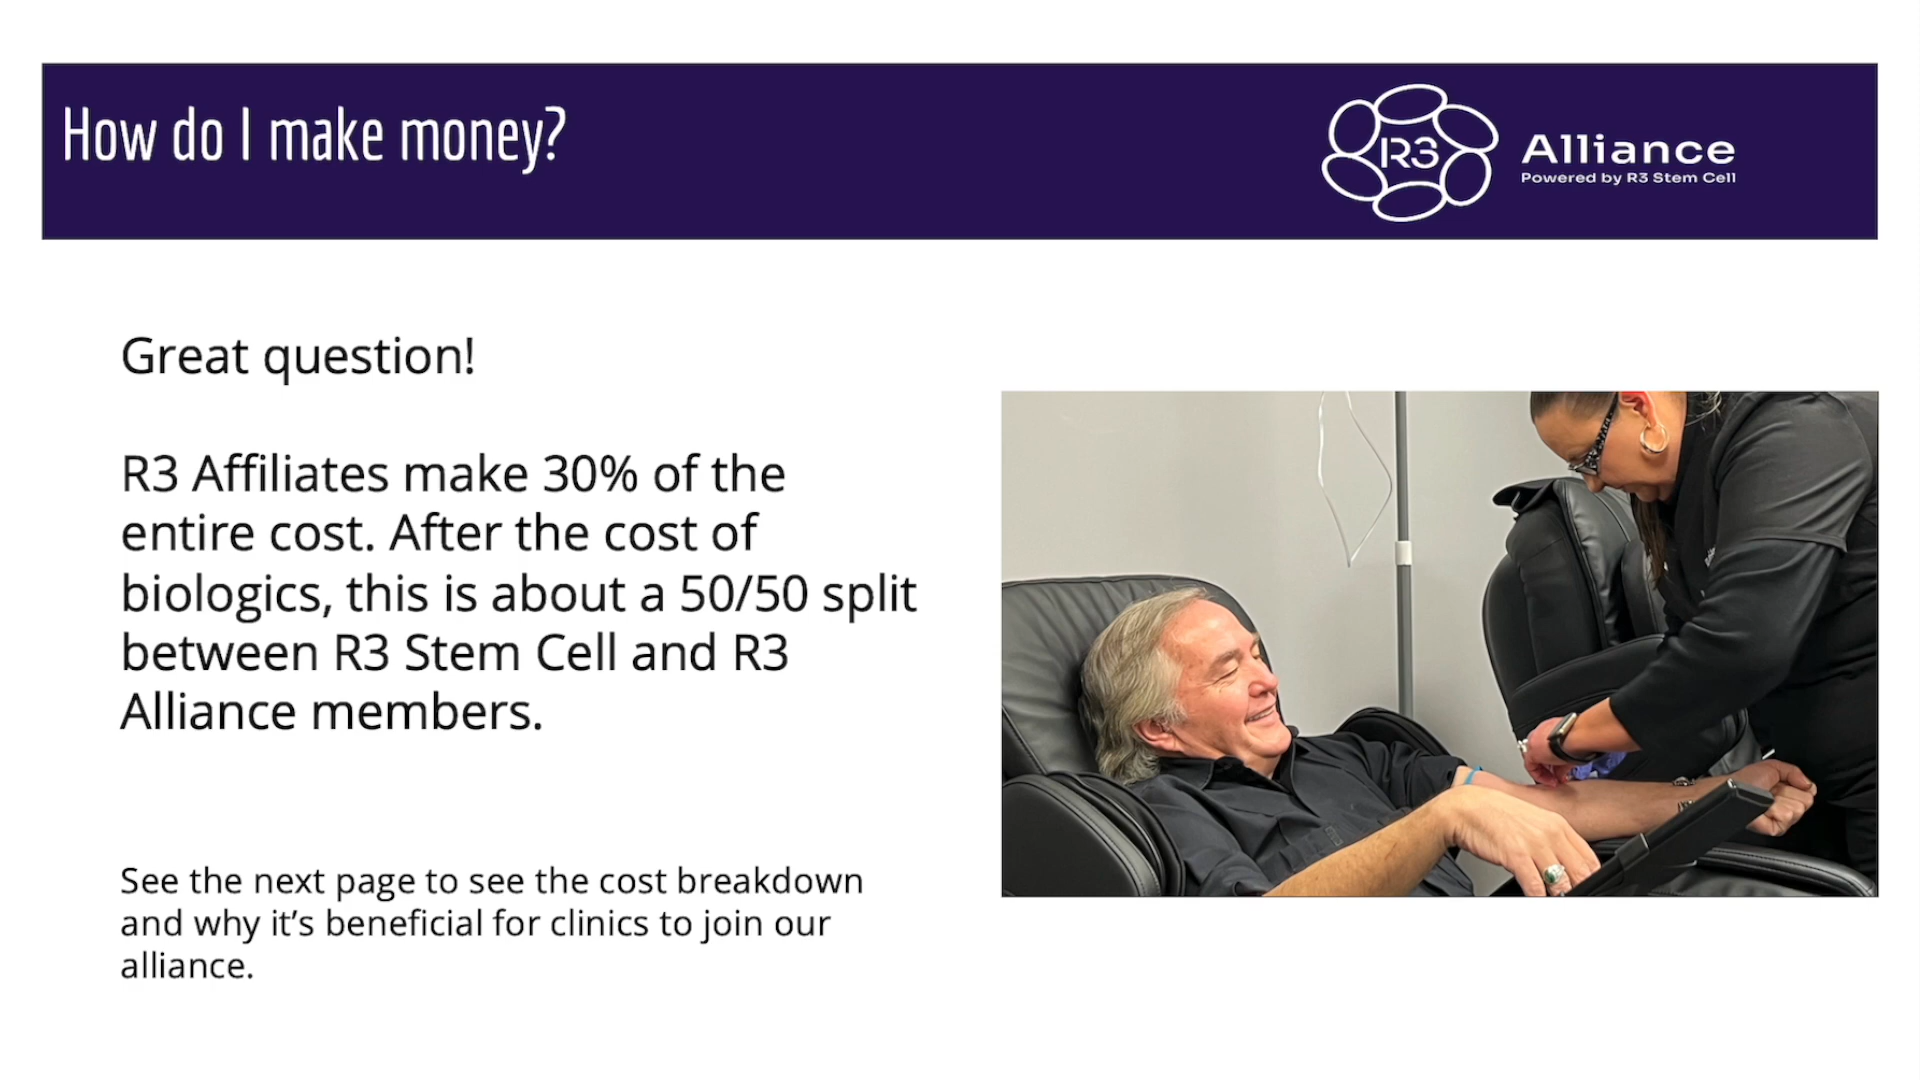 How do I make money?
R3
Alliance
Powered by R3 Stem Cell
Great question!
R3 Affiliates make 30% of the
entire cost. After the cost of
biologics, this is about a 50/50 split
between R3 Stem Cell and R3
Alliance members.
See the next page to see the cost breakdown
and why it’s beneficial for clinics to join our
alliance.